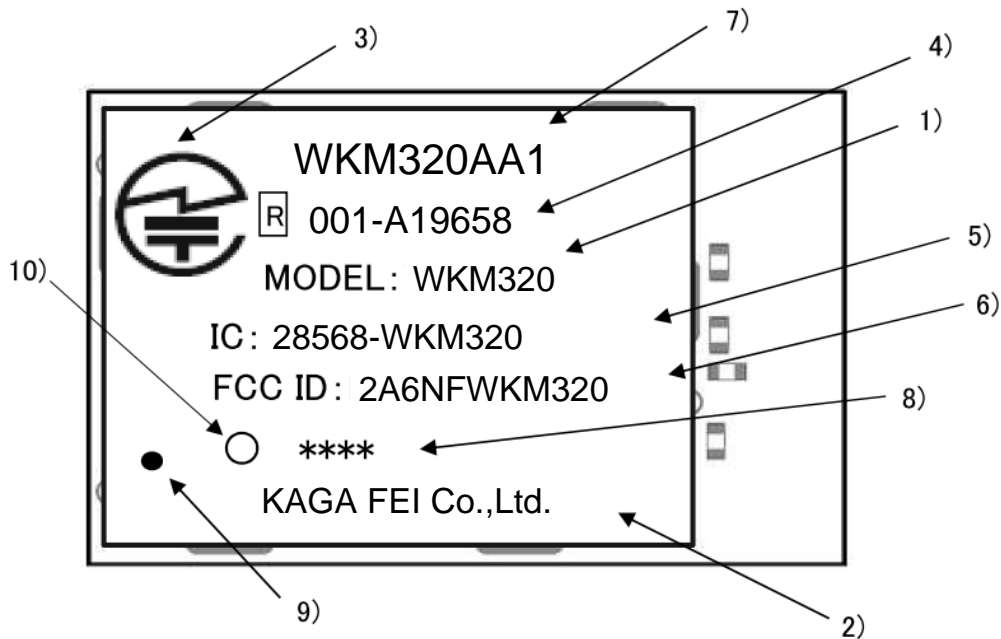 3)
7)
4)
1)
WKM320AA1
R 001-A19658
5)
10)
MODEL: WKM320
6)
IC: 28568-WKM320
FCC ID: 2A6NFWKM320
8)
****
KAGA FEI Co.,Ltd.
9)
2)